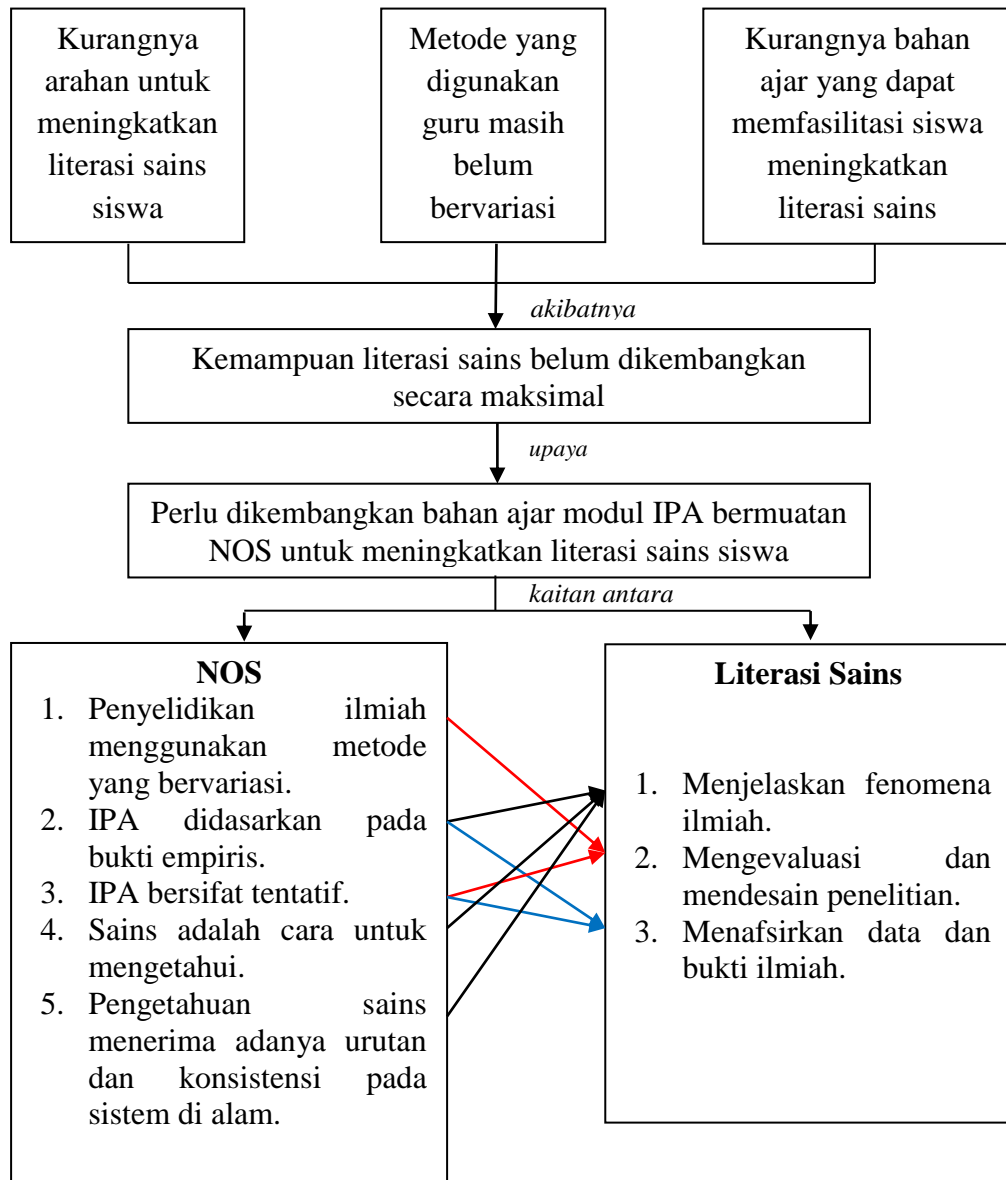 Kurangnya
arahan untuk
meningkatkan
literasi sains
siswa
Metode yang
digunakan
guru masih
belum
bervariasi
Kurangnya bahan
ajar yang dapat
memfasilitasi siswa
meningkatkan
literasi sains
akibatnya
Kemampuan literasi sains belum dikembangkan
secara maksimal
upaya
Perlu dikembangkan bahan ajar modul IPA bermuatan
NOS untuk meningkatkan literasi sains siswa
kaitan antara
NOS
1. Penyelidikan ilmiah
menggunakan metode
yang bervariasi.
2. IPA didasarkan pada
bukti empiris.
3. IPA bersifat tentatif.
4. Sains adalah cara untuk
mengetahui.
5. Pengetahuan sains
menerima adanya urutan
dan konsistensi pada
sistem di alam.
Literasi Sains
1. Menjelaskan fenomena
ilmiah.
2. Mengevaluasi dan
mendesain penelitian.
3. Menafsirkan data dan
bukti ilmiah.